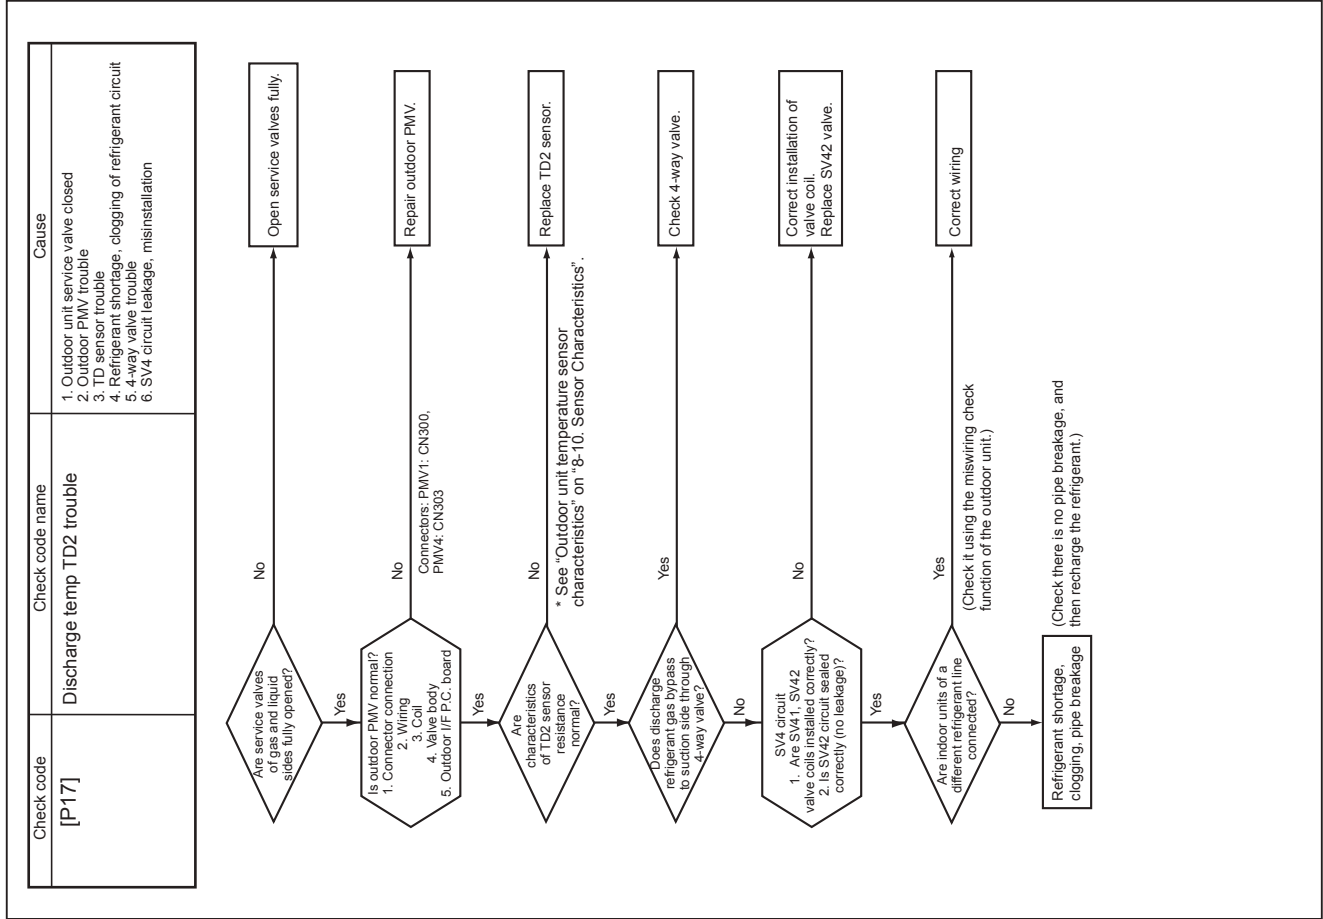 Check code
Check code name
Cause
[P17]
Discharge temp TD2 trouble
1. Outdoor unit service valve closed
2. Outdoor PMV trouble
3. TD sensor trouble
4. Refrigerant shortage, clogging of refrigerant circuit
5. 4-way valve trouble
6. SV4 circuit leakage, misinstallation
Are service valves
of gas and liquid
sides fully opened?
No
Open service valves fully.
Yes
Is outdoor PMV normal?
1. Connector connection
2. Wiring
3. Coil
4. Valve body
5. Outdoor I/F P.C. board
No
Connectors: PMV1: CN300,
PMV4: CN303
Repair outdoor PMV.
Yes
Are
characteristics
of TD2 sensor
resistance
normal?
No
* See “Outdoor unit temperature sensor
characteristics” on “8-10. Sensor Characteristics”.
Replace TD2 sensor.
Yes
Does discharge
refrigerant gas bypass
to suction side through
4-way valve?
Yes
Check 4-way valve.
No
SV4 circuit
1. Are SV41, SV42
valve coils installed correctly?
2. Is SV42 circuit sealed
correctly (no leakage)?
No
Correct installation of
valve coil.
Replace SV42 valve.
Yes
Are indoor units of a
different refrigerant line
connected?
Yes
(Check it using the miswiring check
function of the outdoor unit.)
Correct wiring
No
Refrigerant shortage,
clogging, pipe breakage
(Check there is no pipe breakage, and
then recharge the refrigerant.)